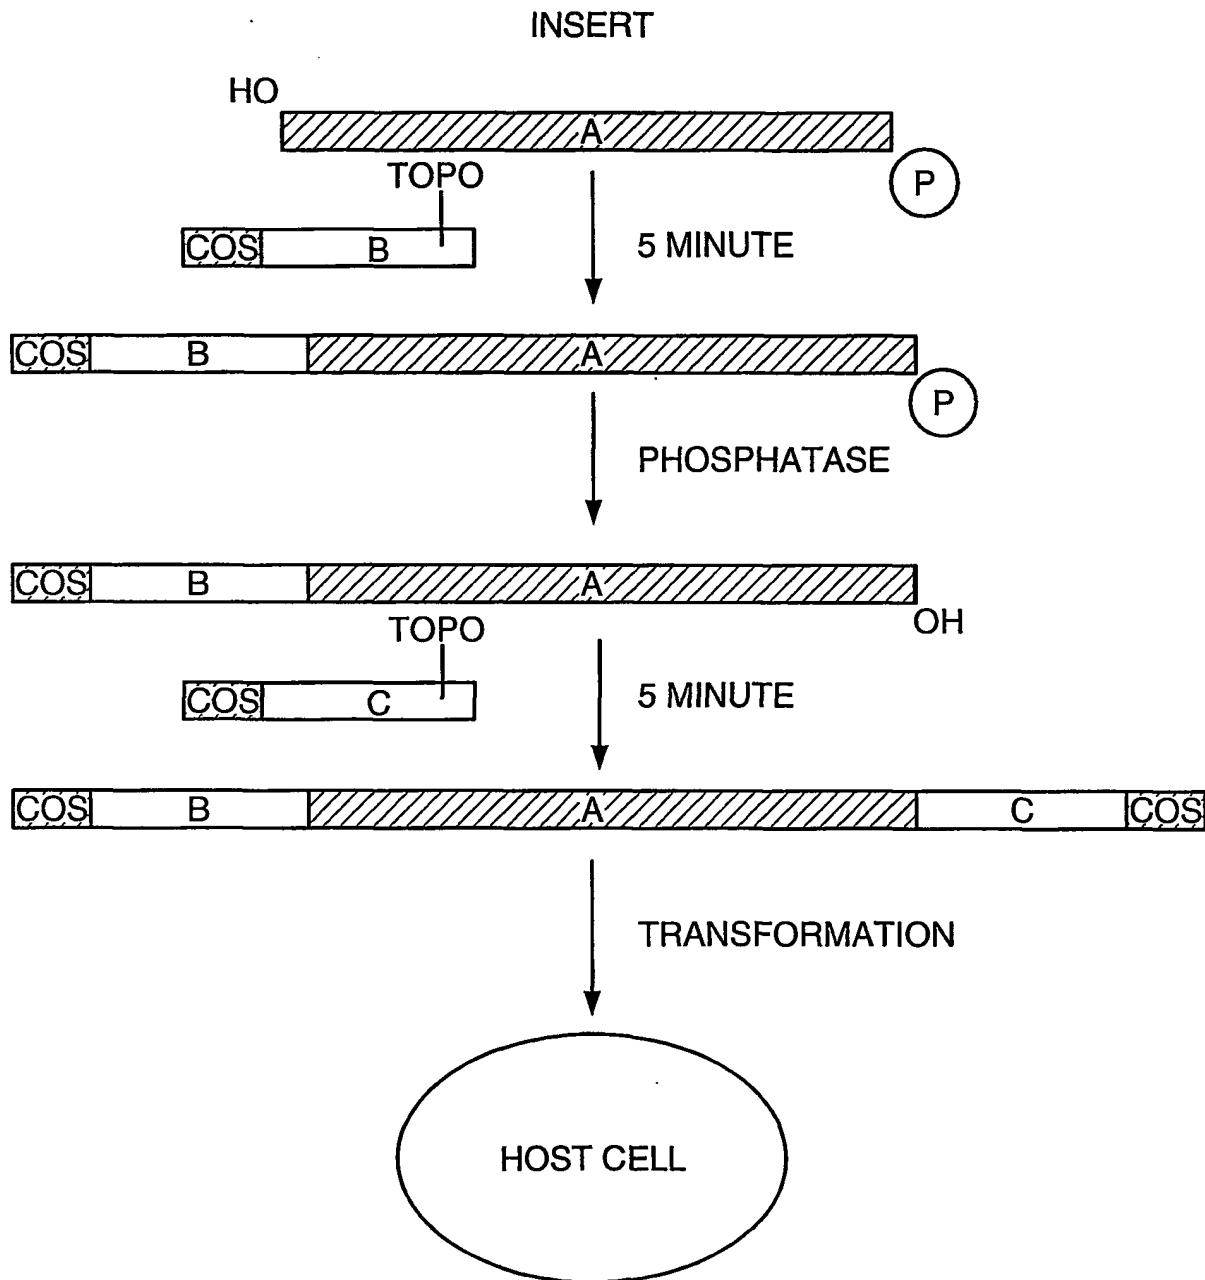 INSERT
HO
A
P
TOPO
COS B
5 MINUTE
COS B A
P
PHOSPHATASE
COS B A
OH
TOPO
COS C
5 MINUTE
COS B A C COS
TRANSFORMATION
HOST CELL